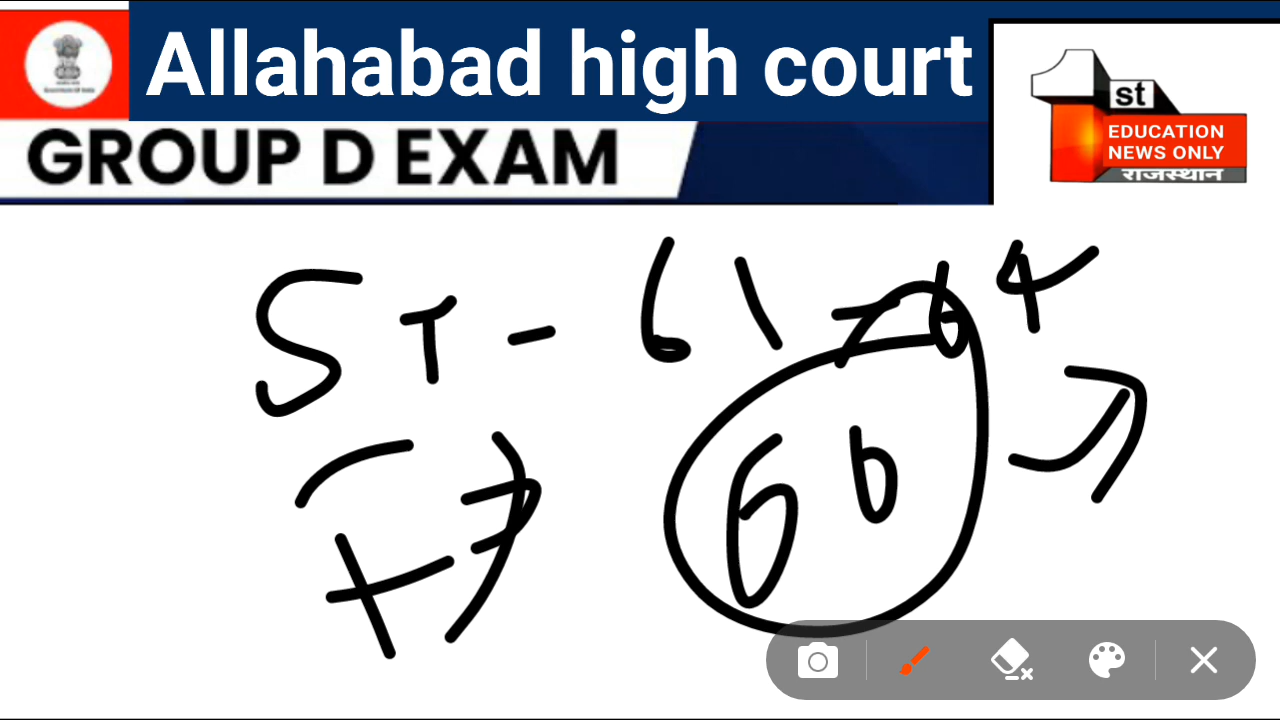 Allahabad high court
GROUP D EXAM
1st
EDUCATION
NEWS ONLY
राजस्थान
ST - 61 - 64
60